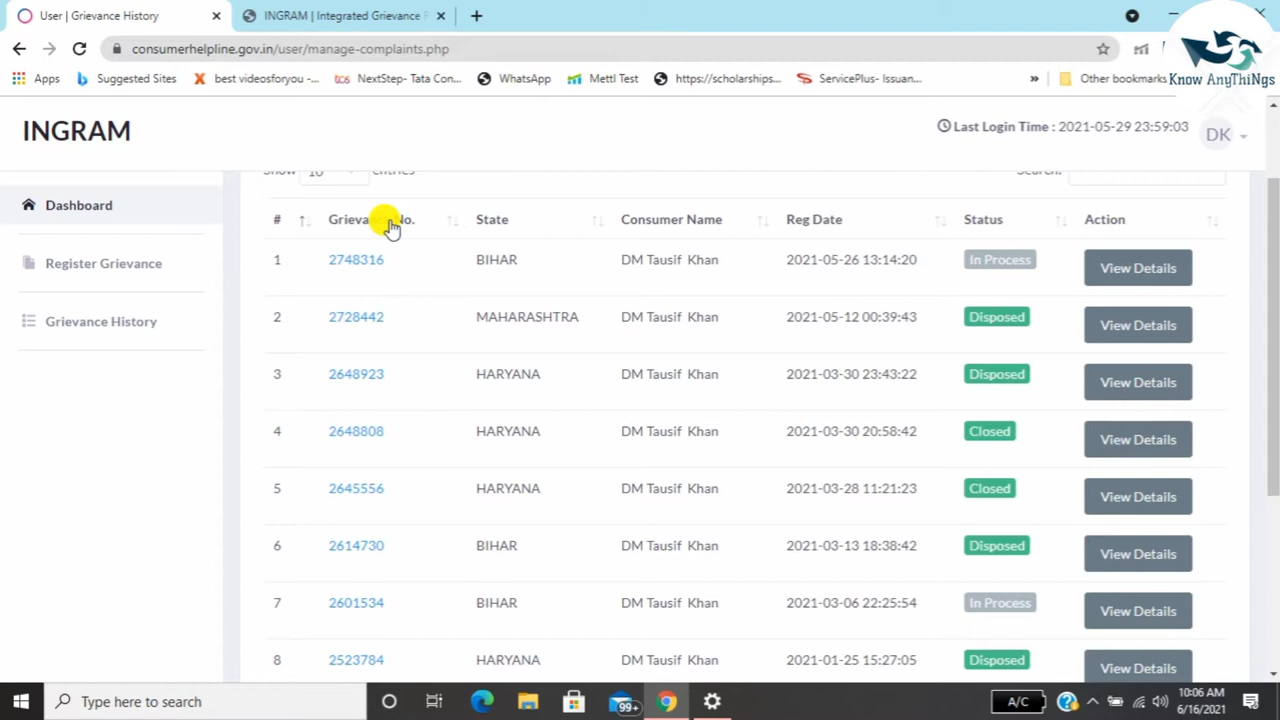 User | Grievance History
INGRAM | Integrated Grievance
consumerhelpline.gov.in/user/manage-complaints.php
Apps
Suggested Sites
best videosforyou -...
tcs NextStep- Tata Con...
WhatsApp
Mettl Test
https://scholarships...
ServicePlus- Issuan...
»
Other bookmarks
Know AnyThiNgs
INGRAM
Last Login Time : 2021-05-29 23:59:03
DK
Show 10 entries
Search:
Dashboard
Register Grievance
Grievance History
# Grievance No. State Consumer Name Reg Date Status Action
1 2748316 BIHAR DM Tausif Khan 2021-05-26 13:14:20 In Process View Details
2 2728442 MAHARASHTRA DM Tausif Khan 2021-05-12 00:39:43 Disposed View Details
3 2648923 HARYANA DM Tausif Khan 2021-03-30 23:43:22 Disposed View Details
4 2648808 HARYANA DM Tausif Khan 2021-03-30 20:58:42 Closed View Details
5 2645556 HARYANA DM Tausif Khan 2021-03-28 11:21:23 Closed View Details
6 2614730 BIHAR DM Tausif Khan 2021-03-13 18:38:42 Disposed View Details
7 2601534 BIHAR DM Tausif Khan 2021-03-06 22:25:54 In Process View Details
8 2523784 HARYANA DM Tausif Khan 2021-01-25 15:27:05 Disposed View Details
Type here to search
99+
A/C
10:06 AM
6/16/2021